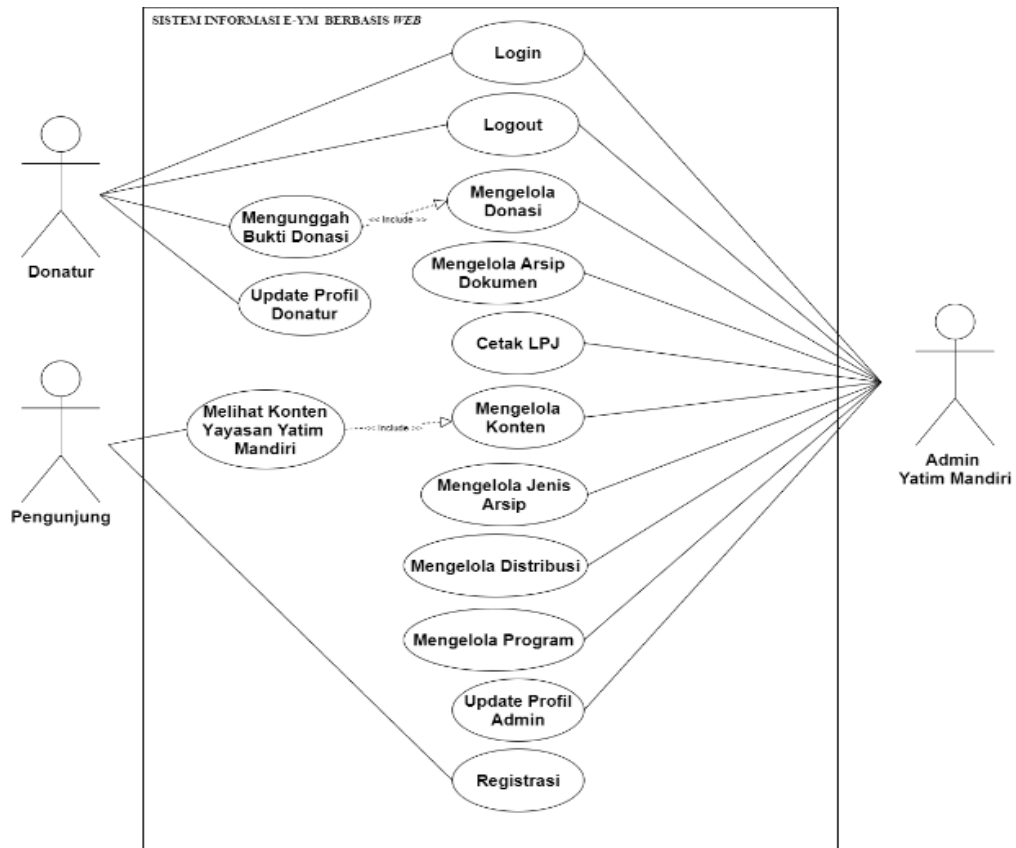 SISTEM INFORMASI E-YM BERBASIS WEB
Login
Logout
Mengelola
Donasi
Mengunggah
Bukti Donasi
<< Include >>
Donatur
Mengelola Arsip
Dokumen
Update Profil
Donatur
Cetak LPJ
Melihat Konten
Yayasan Yatim
Mandiri
<< Include >>
Mengelola
Konten
Pengunjung
Admin
Yatim Mandiri
Mengelola Jenis
Arsip
Mengelola Distribusi
Mengelola Program
Update Profil
Admin
Registrasi